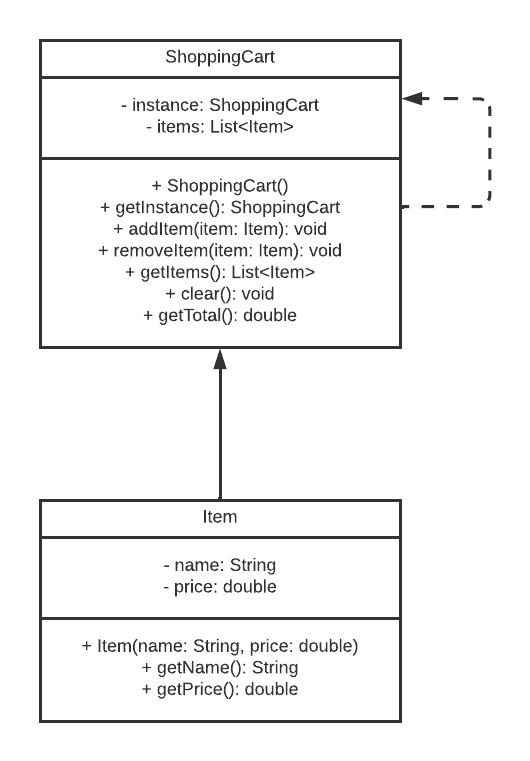 ShoppingCart
- instance: ShoppingCart
- items: List<Item>
+ ShoppingCart()
+ getInstance(): ShoppingCart
+ addItem(item: Item): void
+ removeItem(item: Item): void
+ getItems(): List<Item>
+ clear(): void
+ getTotal(): double
Item
- name: String
- price: double
+ Item(name: String, price: double)
+ getName(): String
+ getPrice(): double